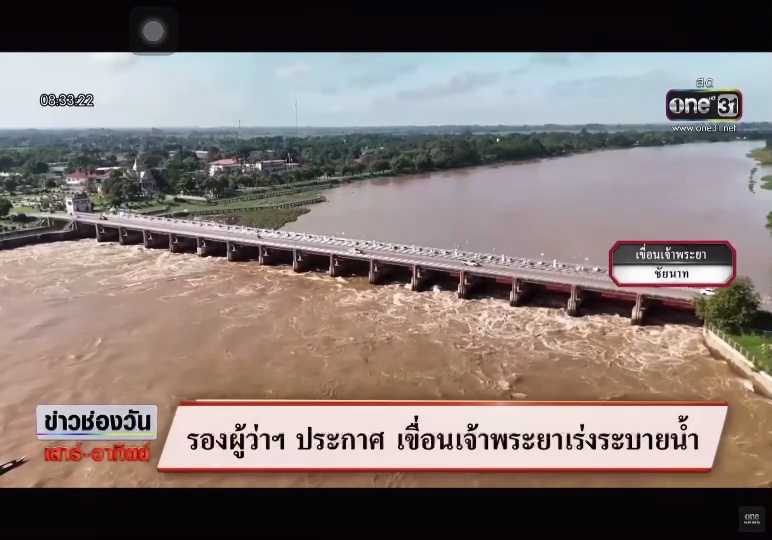 08:33:22
สด
one 31
www.one31.net
เขื่อนเจ้าพระยา
ชัยนาท
ข่าวช่องวัน
เสาร์-อาทิตย์
รองผู้ว่าฯ ประกาศ เขื่อนเจ้าพระยาเร่งระบายน้ำ
one